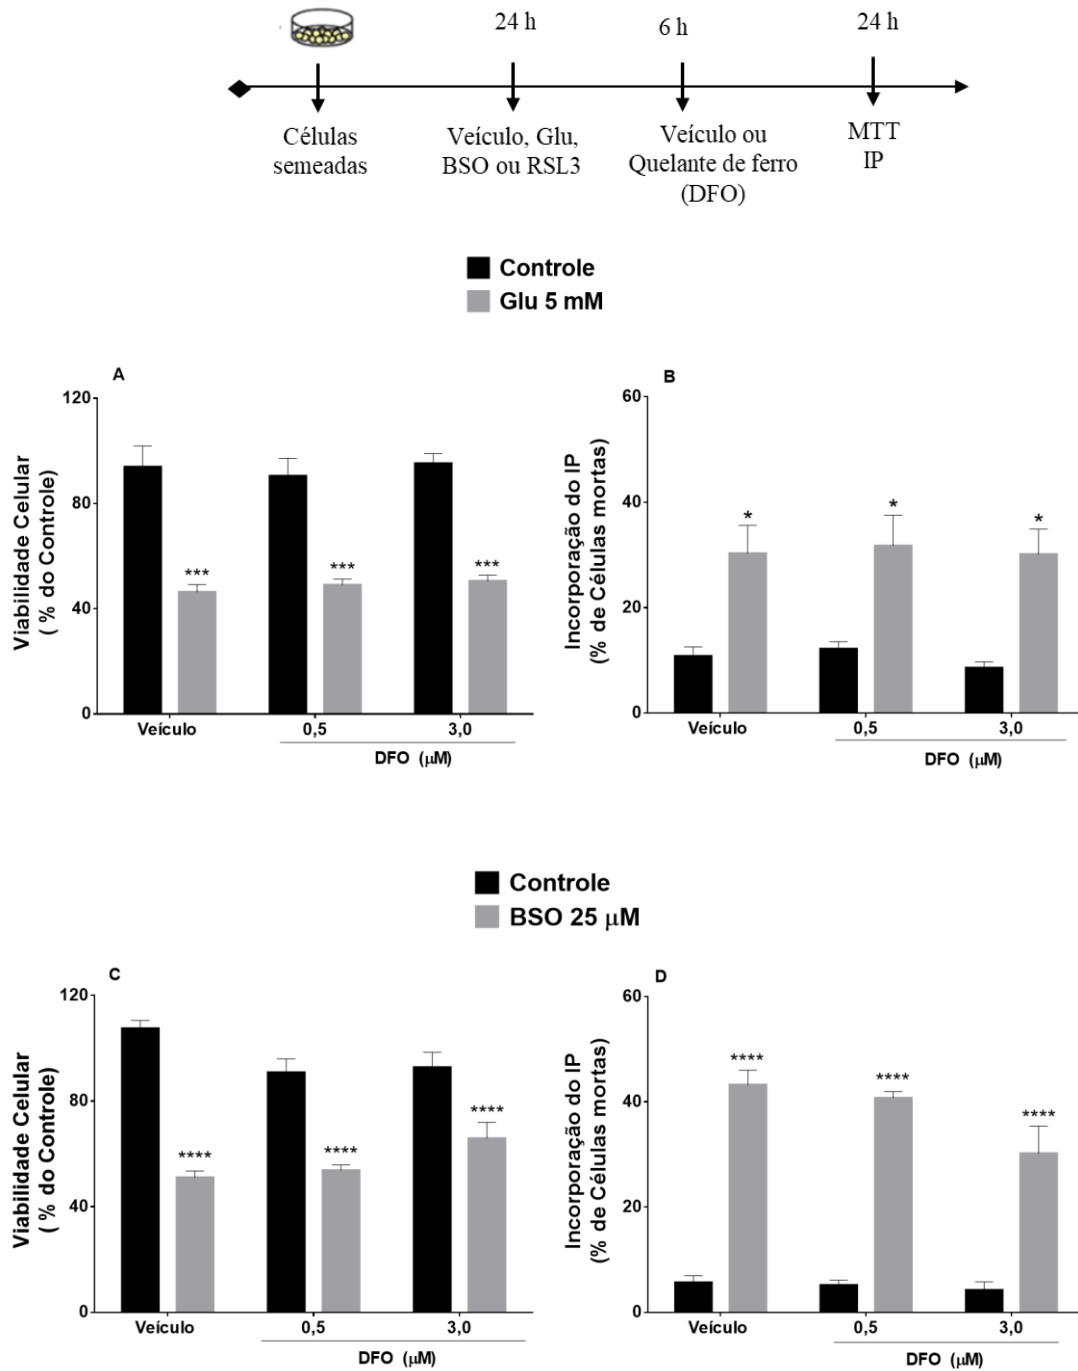 24 h
6 h
24 h
Células
semeadas
Veículo, Glu,
BSO ou RSL3
Veículo ou
Quelante de ferro
(DFO)
MTT
IP
Controle
Glu 5 mM
A
Viabilidade Celular
( % do Controle)
120
80
40
0
***
***
***
Veículo
0,5
3,0
DFO (µM)
B
Incorporação do IP
(% de Células mortas)
60
40
20
0
*
*
*
Veículo
0,5
3,0
DFO (µM)
Controle
BSO 25 µM
C
Viabilidade Celular
( % do Controle)
120
80
40
0
****
****
****
Veículo
0,5
3,0
DFO (µM)
D
Incorporação do IP
(% de Células mortas)
60
40
20
0
****
****
****
Veículo
0,5
3,0
DFO (µM)